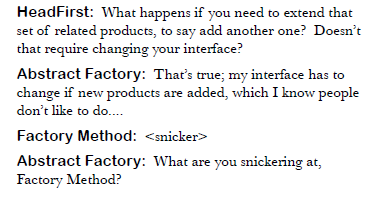 HeadFirst: What happens if you need to extend that
set of related products, to say add another one? Doesn't
that require changing your interface?
Abstract Factory: That's true; my interface has to
change if new products are added, which I know people
don't like to do....
Factory Method: <snicker>
Abstract Factory: What are you snickering at,
Factory Method?